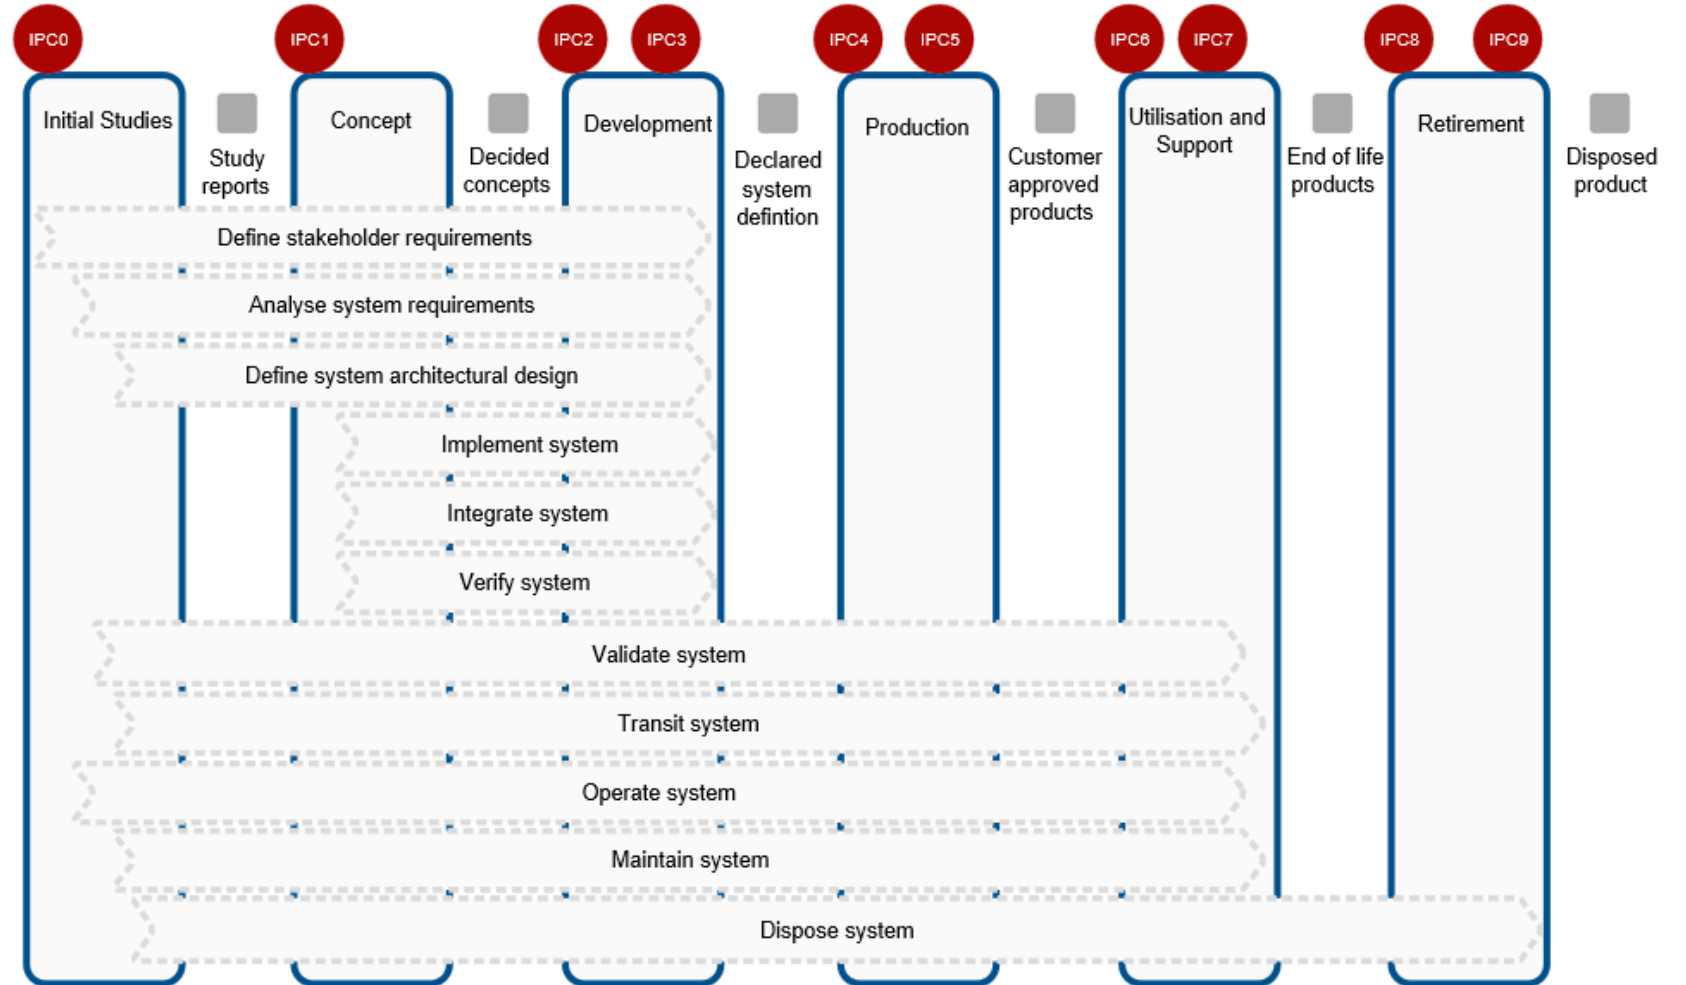 IPC0
IPC1
IPC2
IPC3
IPC4
IPC5
IPC6
IPC7
IPC8
IPC9
Initial Studies
Study
reports
Concept
Decided
concepts
Development
Declared
system
defintion
Production
Customer
approved
products
Utilisation and
Support
End of life
products
Retirement
Disposed
product
Define stakeholder requirements
Analyse system requirements
Define system architectural design
Implement system
Integrate system
Verify system
Validate system
Transit system
Operate system
Maintain system
Dispose system